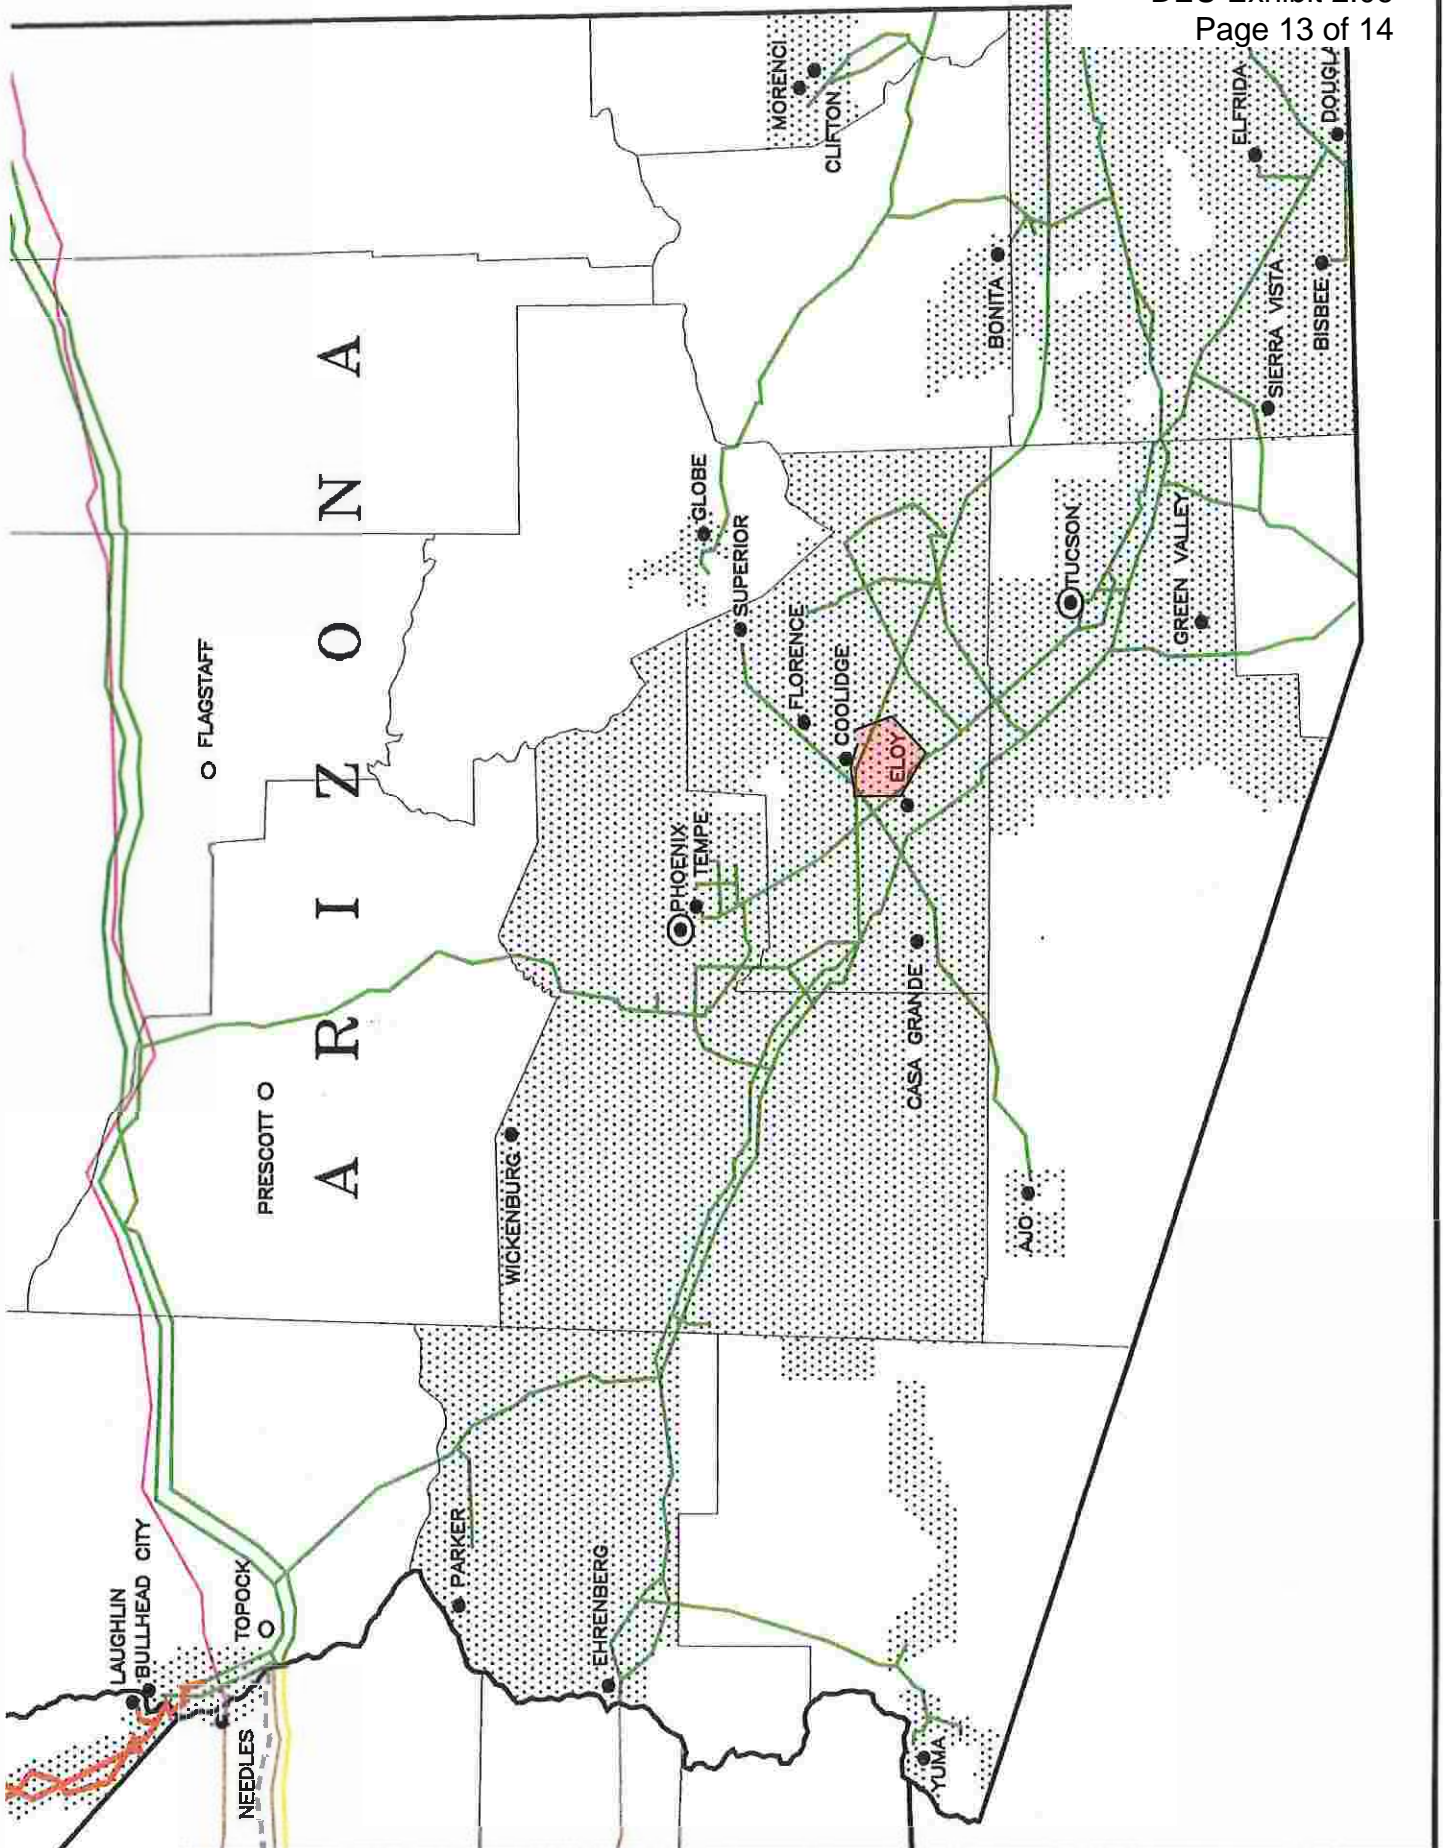 Page 13 of 14
ARIZONA
LAUGHLIN
BULLHEAD CITY
TOPOCK
NEEDLES
PRESCOTT
FLAGSTAFF
PARKER
WICKENBURG
EHRENBERG
PHOENIX
TEMPE
GLOBE
SUPERIOR
FLORENCE
COOLIDGE
ELOY
CASA GRANDE
AJO
YUMA
MORENCI
CLIFTON
BONITA
TUCSON
GREEN VALLEY
ELFRIDA
DOUGLA
SIERRA VISTA
BISBEE